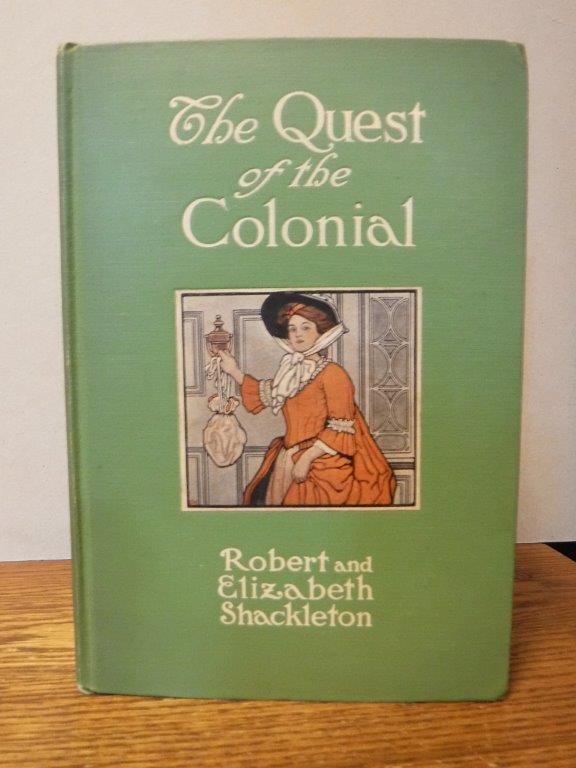 The Quest
of the
Colonial
Robert and
Elizabeth
Shackleton